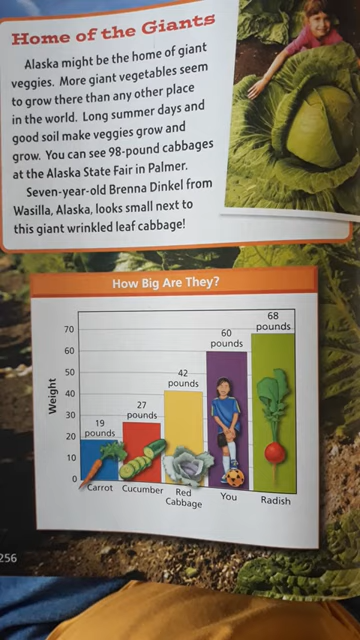 Home of the Giants
Alaska might be the home of giant
veggies. More giant vegetables seem
to grow there than any other place
in the world. Long summer days and
good soil make veggies grow and
grow. You can see 98-pound cabbages
at the Alaska State Fair in Palmer.
Seven-year-old Brenna Dinkel from
Wasilla, Alaska, looks small next to
this giant wrinkled leaf cabbage!
How Big Are They?
Weight
70
60
50
40
30
20
10
0
19
pounds
27
pounds
42
pounds
60
pounds
68
pounds
Carrot
Cucumber
Red
Cabbage
You
Radish
256